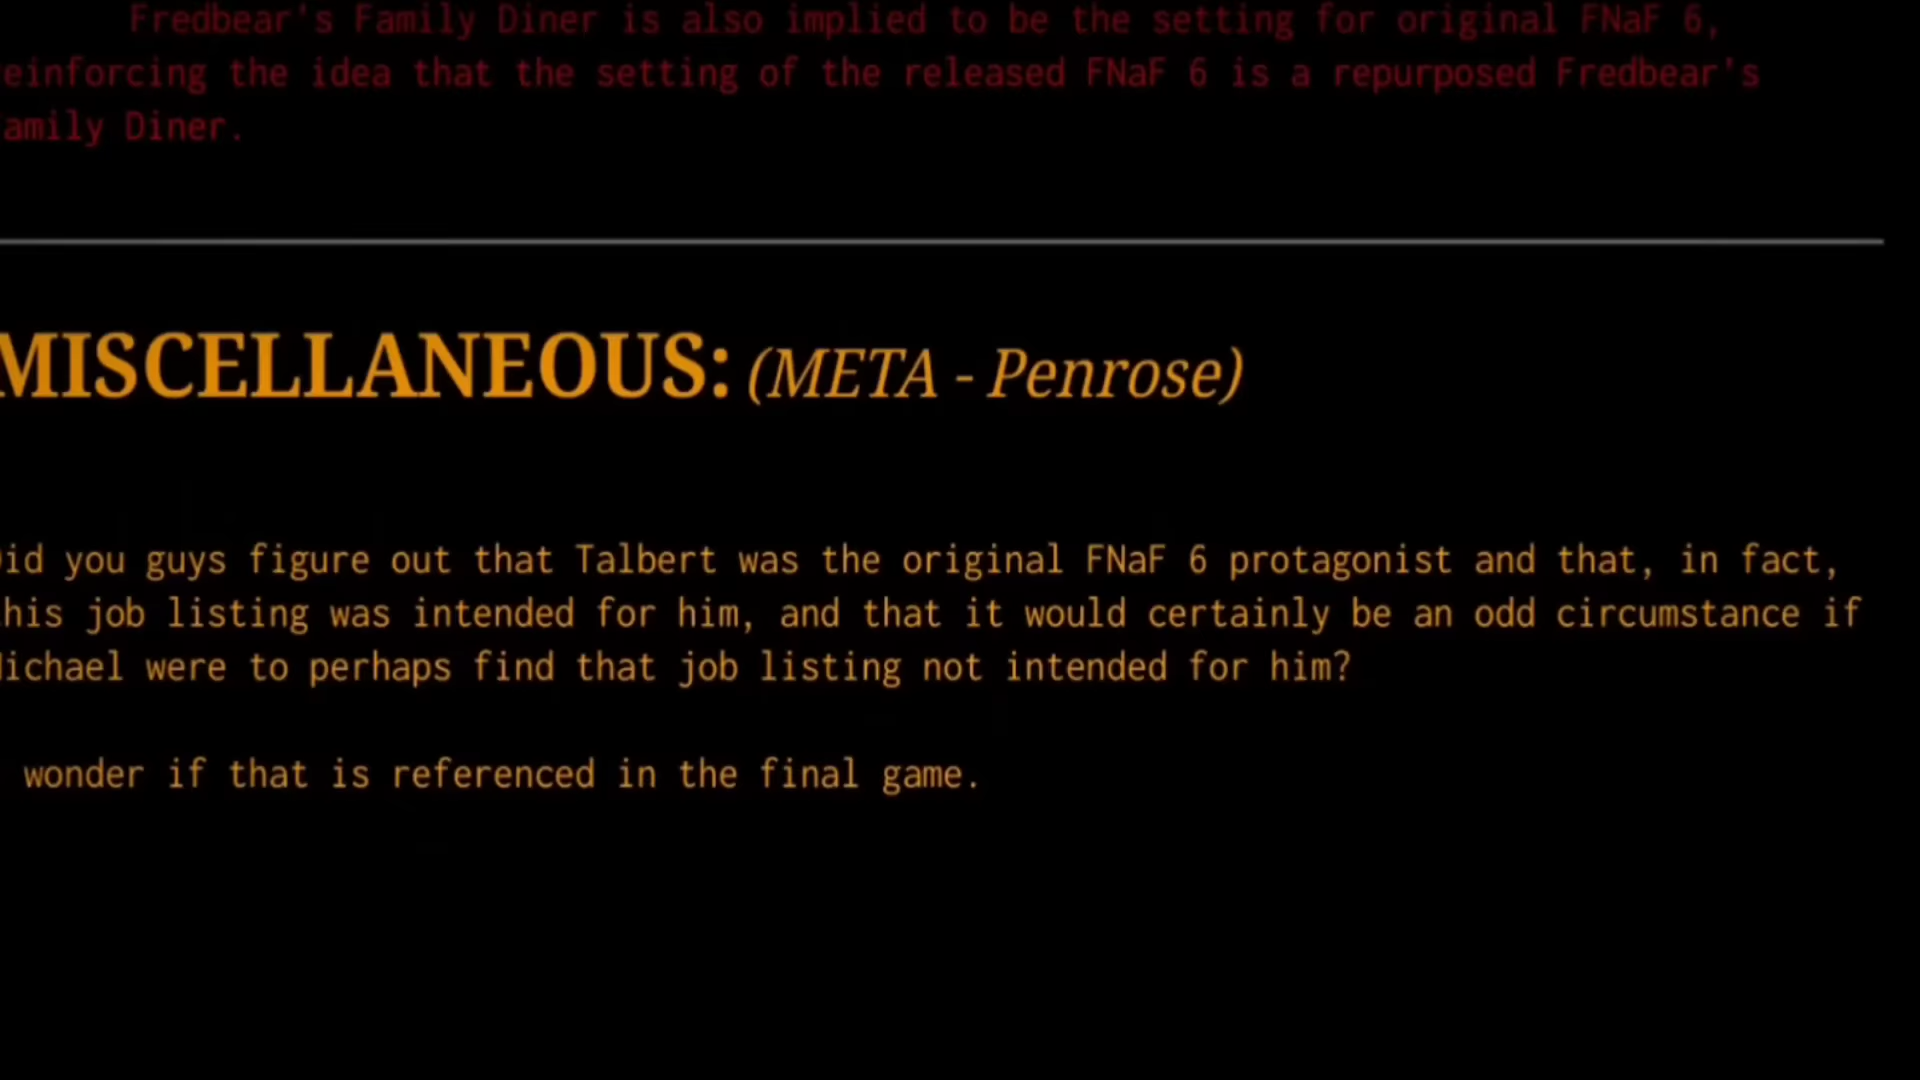 Fredbear's Family Diner is also implied to be the setting for original FNaF 6,
einforcing the idea that the setting of the released FNaF 6 is a repurposed Fredbear's
amily Diner.
MISCELLANEOUS: (META - Penrose)
id you guys figure out that Talbert was the original FNaF 6 protagonist and that, in fact,
his job listing was intended for him, and that it would certainly be an odd circumstance if
ichael were to perhaps find that job listing not intended for him?
wonder if that is referenced in the final game.